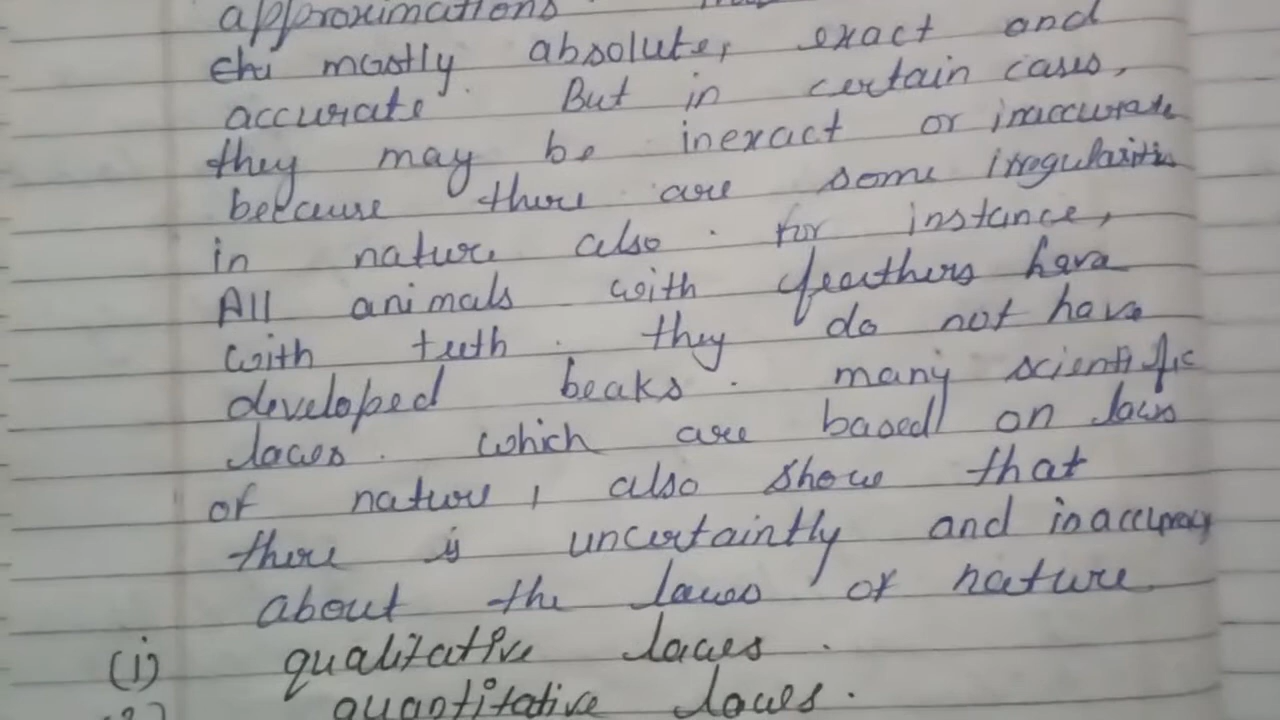 approximations
the mostly absolute, exact and
accurate. But in certain cases,
they may be inexact or inaccurate
because there are some irregularities
in nature also. for instance,
All animals with feathers have
with teeth. they do not have
developed beaks. many scientific
laws. which are based on laws
of nature, also show that
there is uncertaintly and inaccuracy
about the laws of nature.
(i) qualitative laws.
(2) quantitative laws.